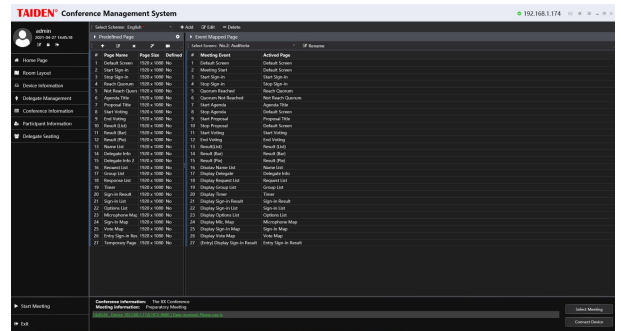 TAIDEN® Conference Management System
192.168.1.174
admin
2021-04-27 16:45:18
Home Page
Room Layout
Device Information
Delegate Management
Conference Information
Participant Information
Delegate Seating
Start Meeting
Exit
Select Scheme: English
Add Edit Delete
Predefined Page
# Page Name Page Size Defined
1 Default Screen 1920 x 1080 No
2 Start Sign-in 1920 x 1080 No
3 Stop Sign-in 1920 x 1080 No
4 Reach Quorum 1920 x 1080 No
5 Not Reach Quorum 1920 x 1080 No
6 Agenda Title 1920 x 1080 No
7 Proposal Title 1920 x 1080 No
8 Start Voting 1920 x 1080 No
9 End Voting 1920 x 1080 No
10 Result (List) 1920 x 1080 No
11 Result (Bar) 1920 x 1080 No
12 Result (Pie) 1920 x 1080 No
13 Name List 1920 x 1080 No
14 Delegate Info 1920 x 1080 No
15 Delegate Info 2 1920 x 1080 No
16 Request List 1920 x 1080 No
17 Group List 1920 x 1080 No
18 Response List 1920 x 1080 No
19 Timer 1920 x 1080 No
20 Sign-in Result 1920 x 1080 No
21 Sign-in List 1920 x 1080 No
22 Options List 1920 x 1080 No
23 Microphone Map 1920 x 1080 No
24 Sign-in Map 1920 x 1080 No
25 Vote Map 1920 x 1080 No
26 Entry Sign-in Res 1920 x 1080 No
27 Temporary Page 1920 x 1080 No
Event Mapped Page
Select Screen: No.2: Auditoria Rename
# Meeting Event Actived Page
1 Default Screen Default Screen
2 Meeting Start Default Screen
3 Start Sign-in Start Sign-in
4 Stop Sign-in Stop Sign-in
5 Quorum Reached Reach Quorum
6 Quorum Not Reached Not Reach Quorum
7 Start Agenda Agenda Title
8 Stop Agenda Default Screen
9 Start Proposal Proposal Title
10 Stop Proposal Default Screen
11 Start Voting Start Voting
12 End Voting End Voting
13 Result(List) Result (List)
14 Result (Bar) Result (Bar)
15 Result (Pie) Result (Pie)
16 Display Name List Name List
17 Display Delegate Delegate Info
18 Display Request List Request List
19 Display Group List Group List
20 Display Timer Timer
21 Display Sign-in Result Sign-in Result
22 Display Sign-in List Sign-in List
23 Display Options List Options List
24 Display Mic. Map Microphone Map
25 Display Sign-in Map Sign-in Map
26 Display Vote Map Vote Map
27 (Entry) Display Sign-in Result Entry Sign-in Result
Conference Information: The XX Conference
Meeting Information: Preparatory Meeting
Select Meeting
Connect Device